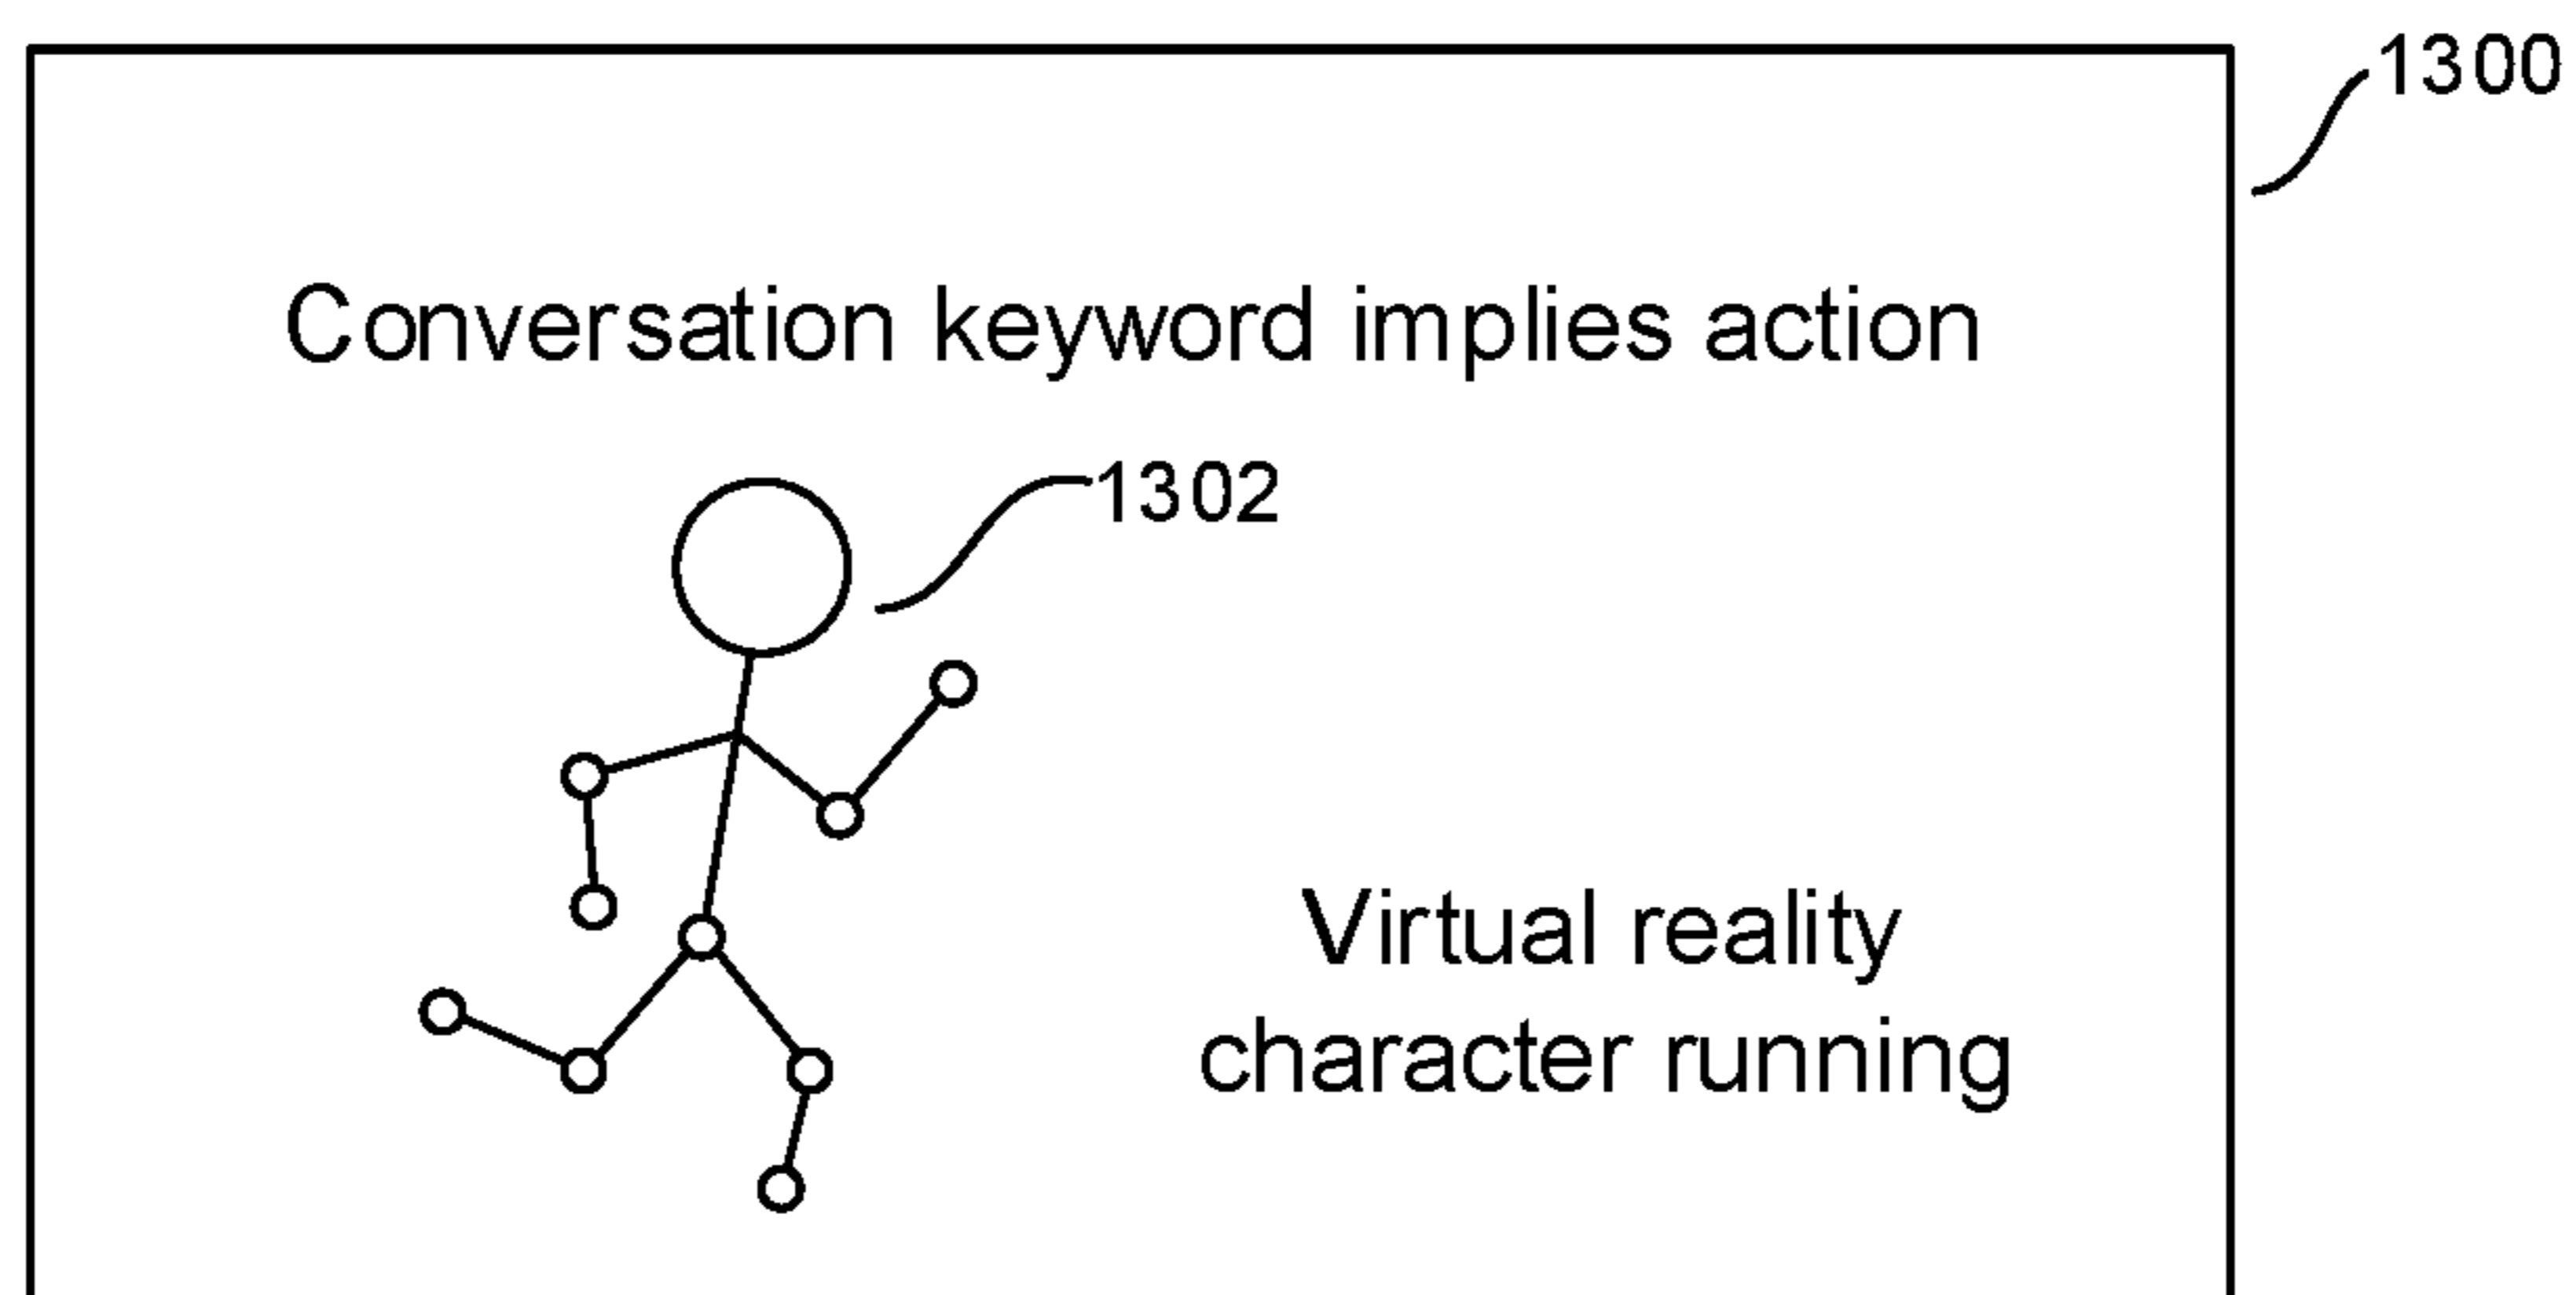 1300
Conversation keyword implies action
1302
Virtual reality
character running